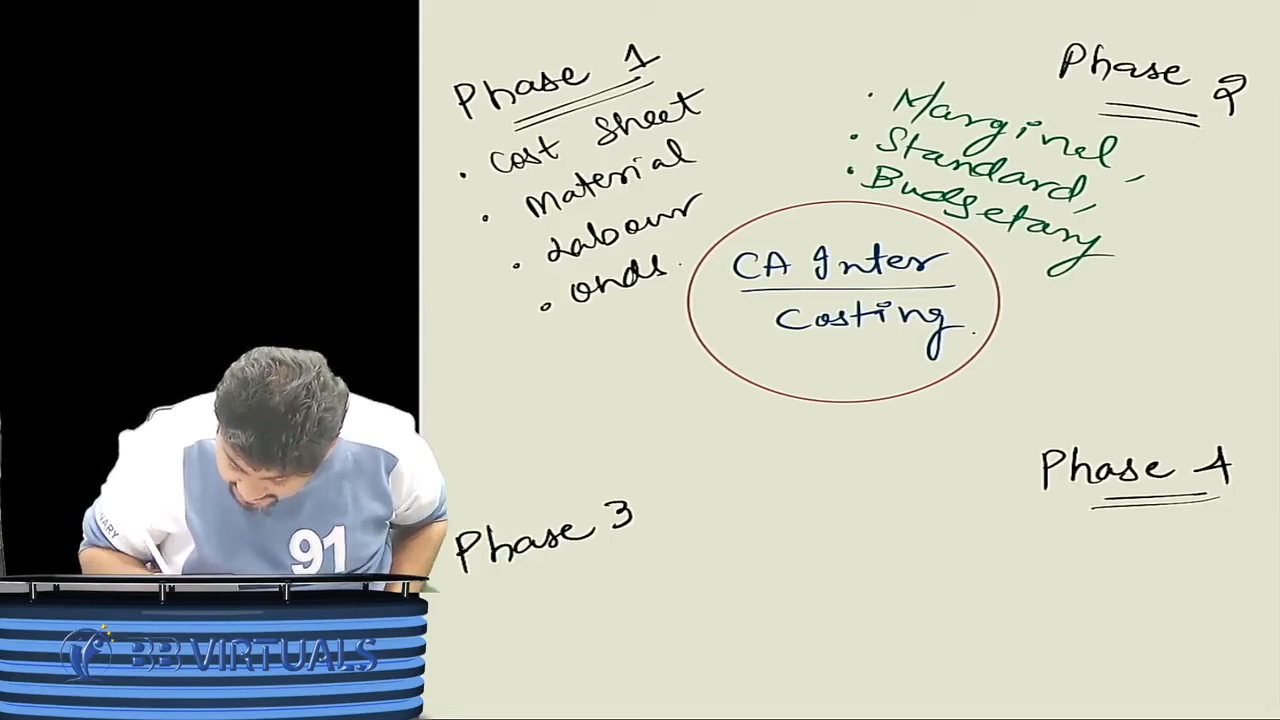 Phase 1
• Cost Sheet
• Material
• Labour
• OHds.
Phase 2
• Marginal,
• Standard,
• Budgetary
CA Inter
Costing.
Phase 3
Phase 4
91
BB VIRTUALS